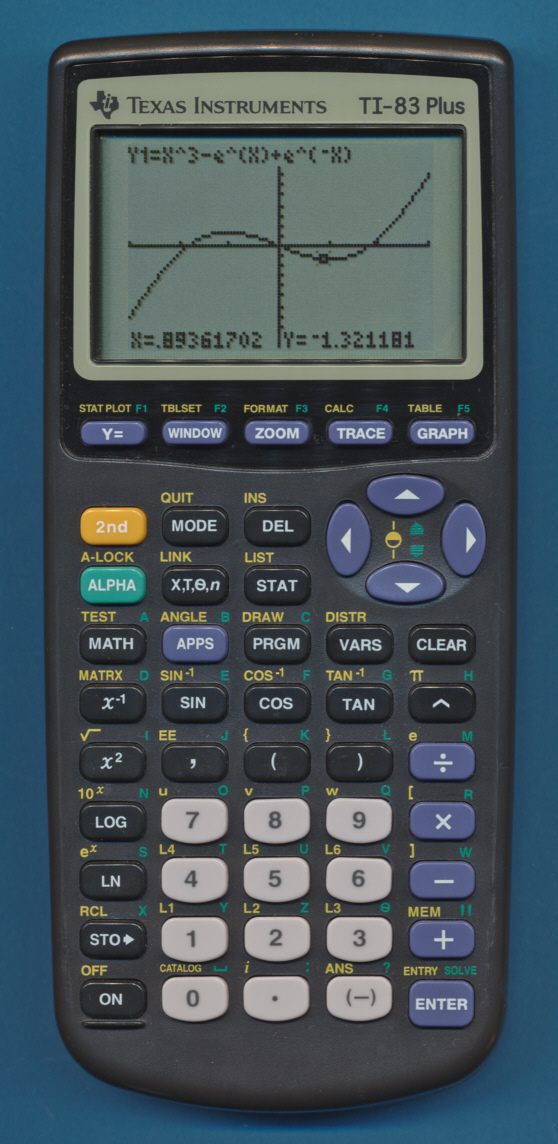 TEXAS INSTRUMENTS TI-83 Plus
Y1=X^3-e^(X)+e^(-X)
X=.89361702 Y=-1.321181
STAT PLOT F1 TBLSET F2 FORMAT F3 CALC F4 TABLE F5
Y= WINDOW ZOOM TRACE GRAPH
QUIT INS
2nd MODE DEL
A-LOCK LINK LIST
ALPHA X,T,Θ,n STAT
TEST A ANGLE B DRAW C DISTR
MATH APPS PRGM VARS CLEAR
MATRX D SIN-1 E COS-1 F TAN-1 G π H
x-1 SIN COS TAN ^
√ I EE J { K } L e M
x2 , ( ) ÷
10x N u O v P w Q [ R
LOG 7 8 9 ×
ex S L4 T L5 U L6 V ] W
LN 4 5 6 −
RCL X L1 Y L2 Z L3 θ MEM "
STO▶ 1 2 3 +
OFF CATALOG ⎵ i : ANS ? ENTRY SOLVE
ON 0 . (−) ENTER